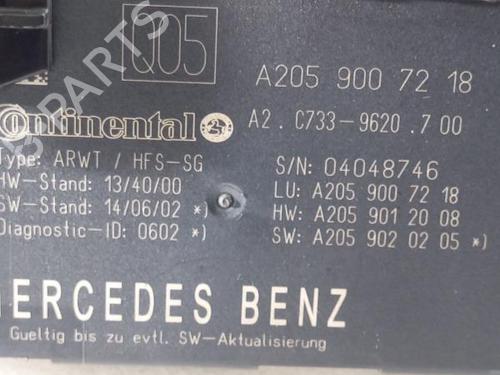 Q05
A205 900 72 18
Continental
A2.C733-9620.700
Type: ARWT / HFS-SG
S/N: 04048746
HW-Stand: 13/40/00
LU: A205 900 72 18
SW-Stand: 14/06/02 *)
HW: A205 901 20 08
Diagnostic-ID: 0602 *)
SW: A205 902 02 05 *)
MERCEDES BENZ
Gueltig bis zu evtl. SW-Aktualisierung
PARTS